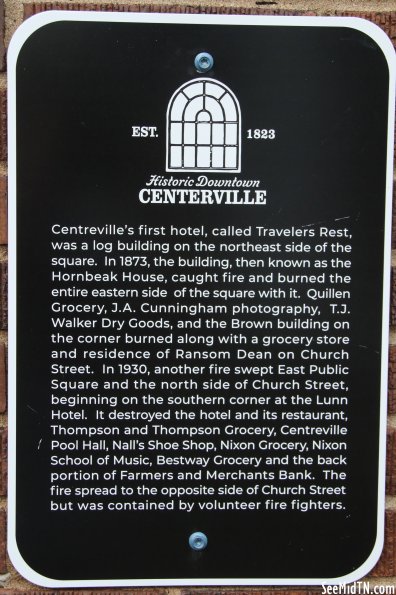 EST. 1823
Historic Downtown
CENTERVILLE
Centreville's first hotel, called Travelers Rest,
was a log building on the northeast side of the
square. In 1873, the building, then known as the
Hornbeak House, caught fire and burned the
entire eastern side of the square with it. Quillen
Grocery, J.A. Cunningham photography, T.J.
Walker Dry Goods, and the Brown building on
the corner burned along with a grocery store
and residence of Ransom Dean on Church
Street. In 1930, another fire swept East Public
Square and the north side of Church Street,
beginning on the southern corner at the Lunn
Hotel. It destroyed the hotel and its restaurant,
Thompson and Thompson Grocery, Centreville
Pool Hall, Nall's Shoe Shop, Nixon Grocery, Nixon
School of Music, Bestway Grocery and the back
portion of Farmers and Merchants Bank. The
fire spread to the opposite side of Church Street
but was contained by volunteer fire fighters.
SeeMidTN.com